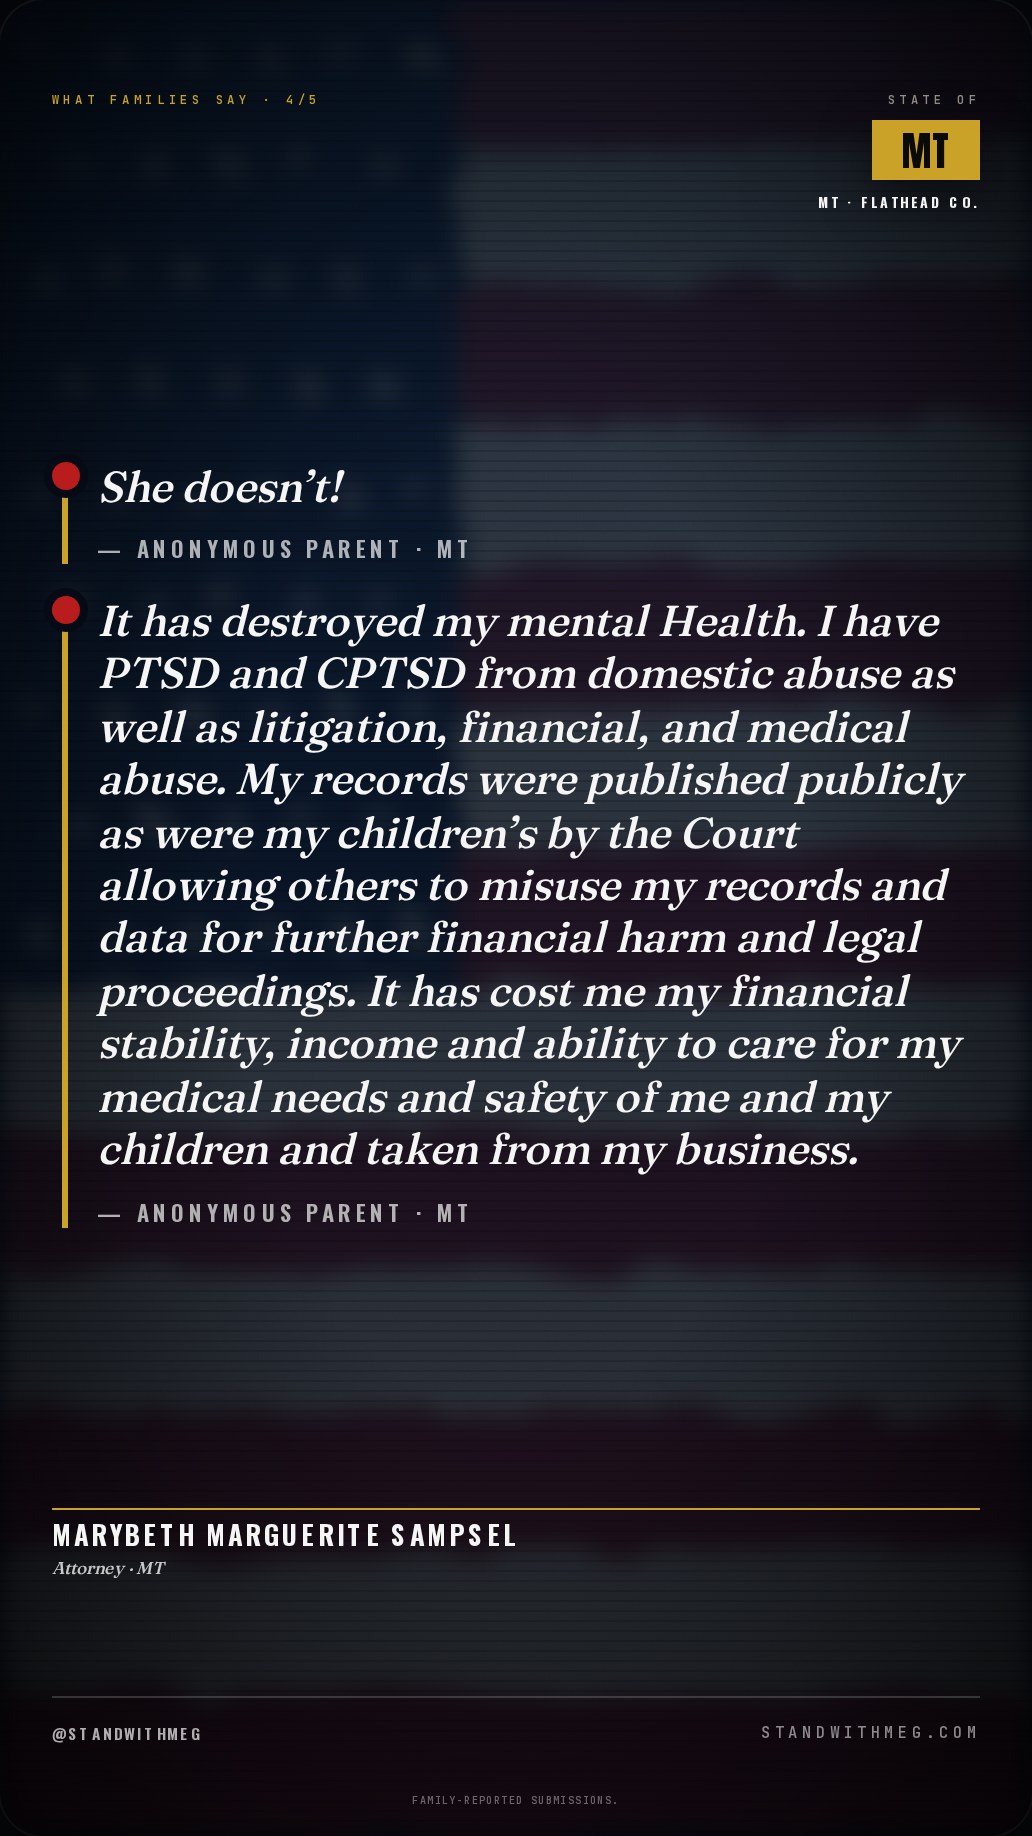 WHAT FAMILIES SAY · 4/5
STATE OF
MT
MT · FLATHEAD CO.
She doesn’t!
— ANONYMOUS PARENT · MT
It has destroyed my mental Health. I have
PTSD and CPTSD from domestic abuse as
well as litigation, financial, and medical
abuse. My records were published publicly
as were my children’s by the Court
allowing others to misuse my records and
data for further financial harm and legal
proceedings. It has cost me my financial
stability, income and ability to care for my
medical needs and safety of me and my
children and taken from my business.
— ANONYMOUS PARENT · MT
MARYBETH MARGUERITE SAMPSEL
Attorney · MT
@STANDWITHMEG
STANDWITHMEG.COM
FAMILY-REPORTED SUBMISSIONS.